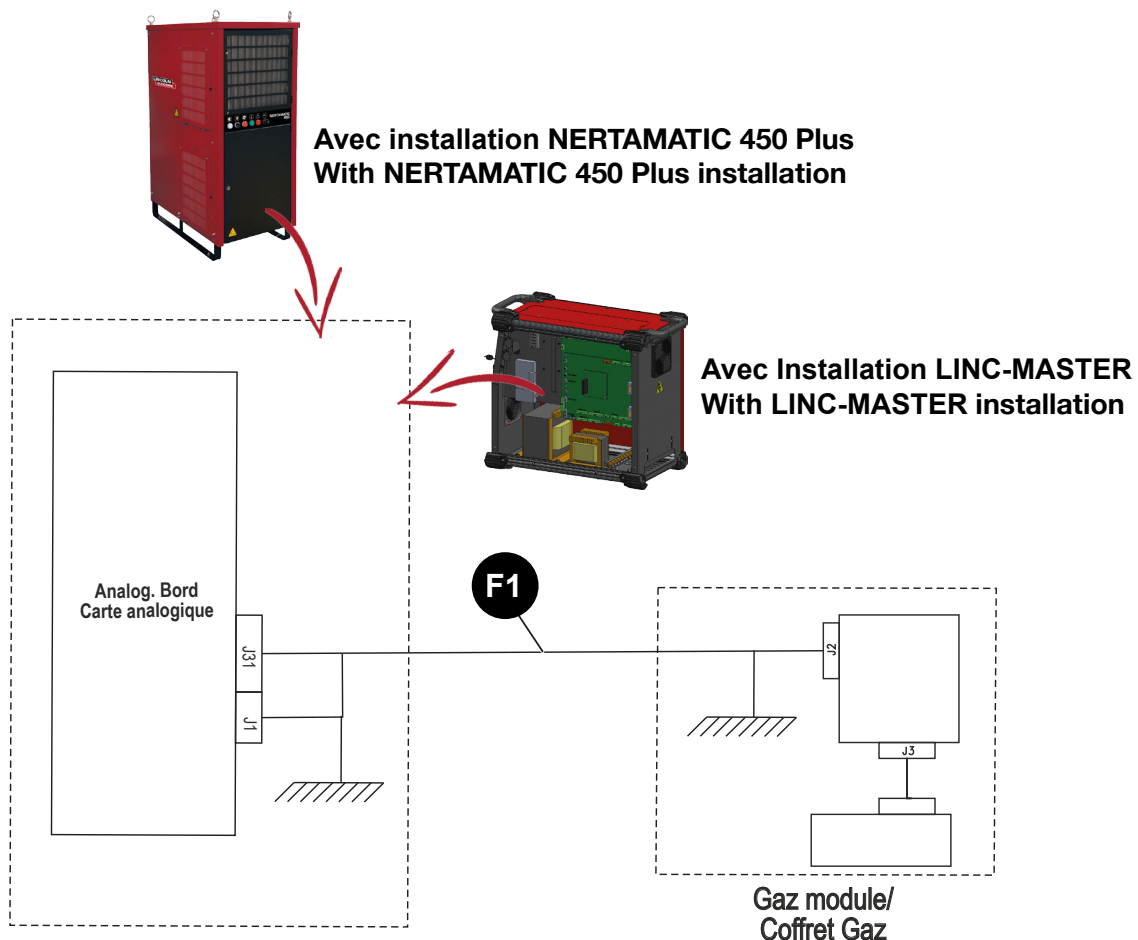 Avec installation NERTAMATIC 450 Plus
With NERTAMATIC 450 Plus installation
Avec Installation LINC-MASTER
With LINC-MASTER installation
Analog. Bord
Carte analogique
F1
J31
J1
J2
J3
Gaz module/
Coffret Gaz